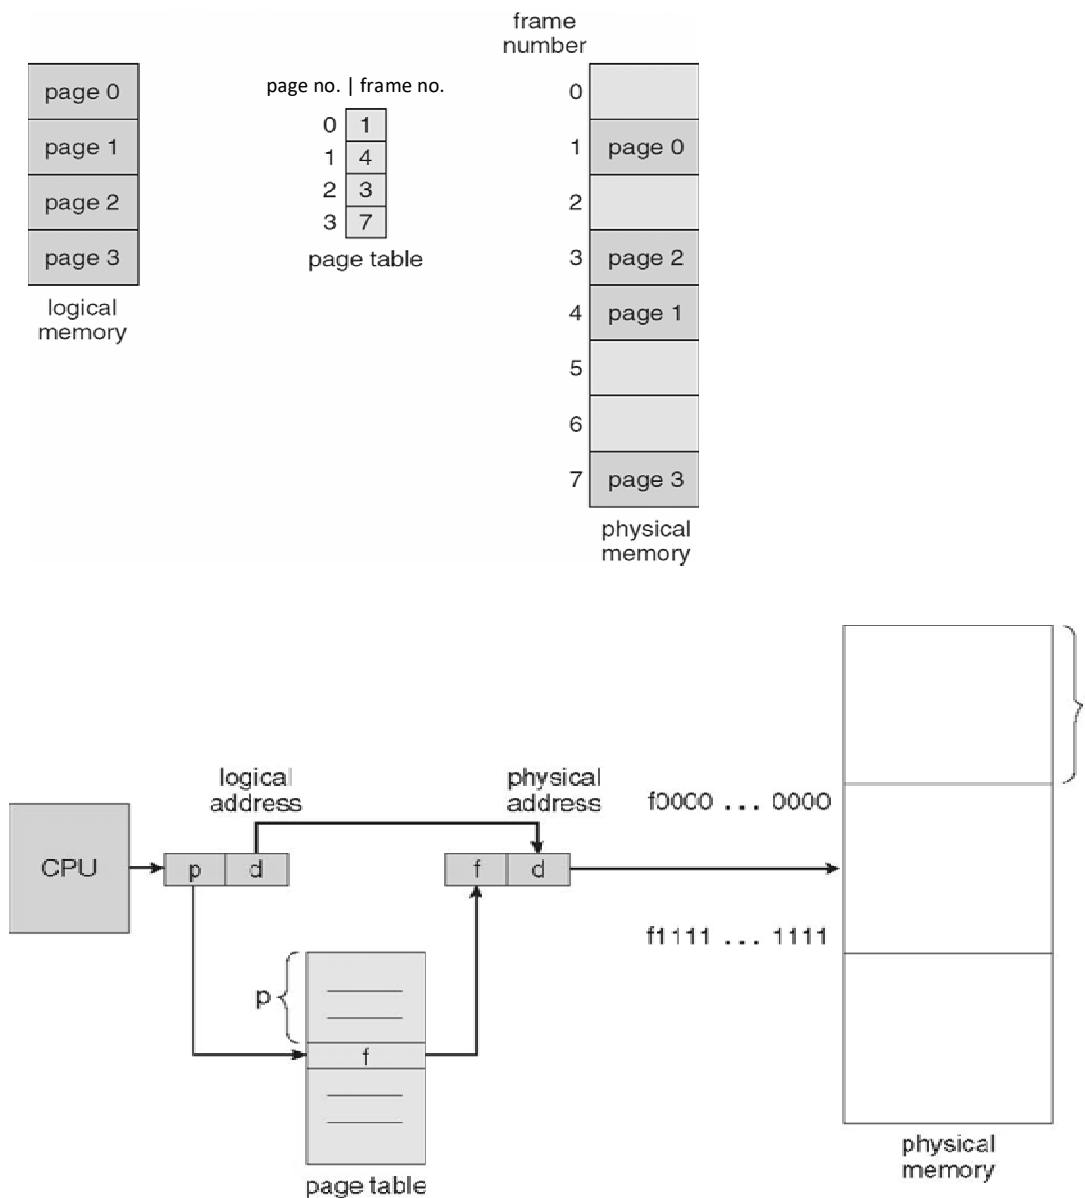 frame
number
page no. | frame no.
page 0
page 1
page 2
page 3
logical
memory
0 1
1 4
2 3
3 7
page table
0
1 page 0
2
3 page 2
4 page 1
5
6
7 page 3
physical
memory
logical
address
physical
address
f0000 ... 0000
CPU
p d
f d
f1111 ... 1111
p
f
page table
physical
memory